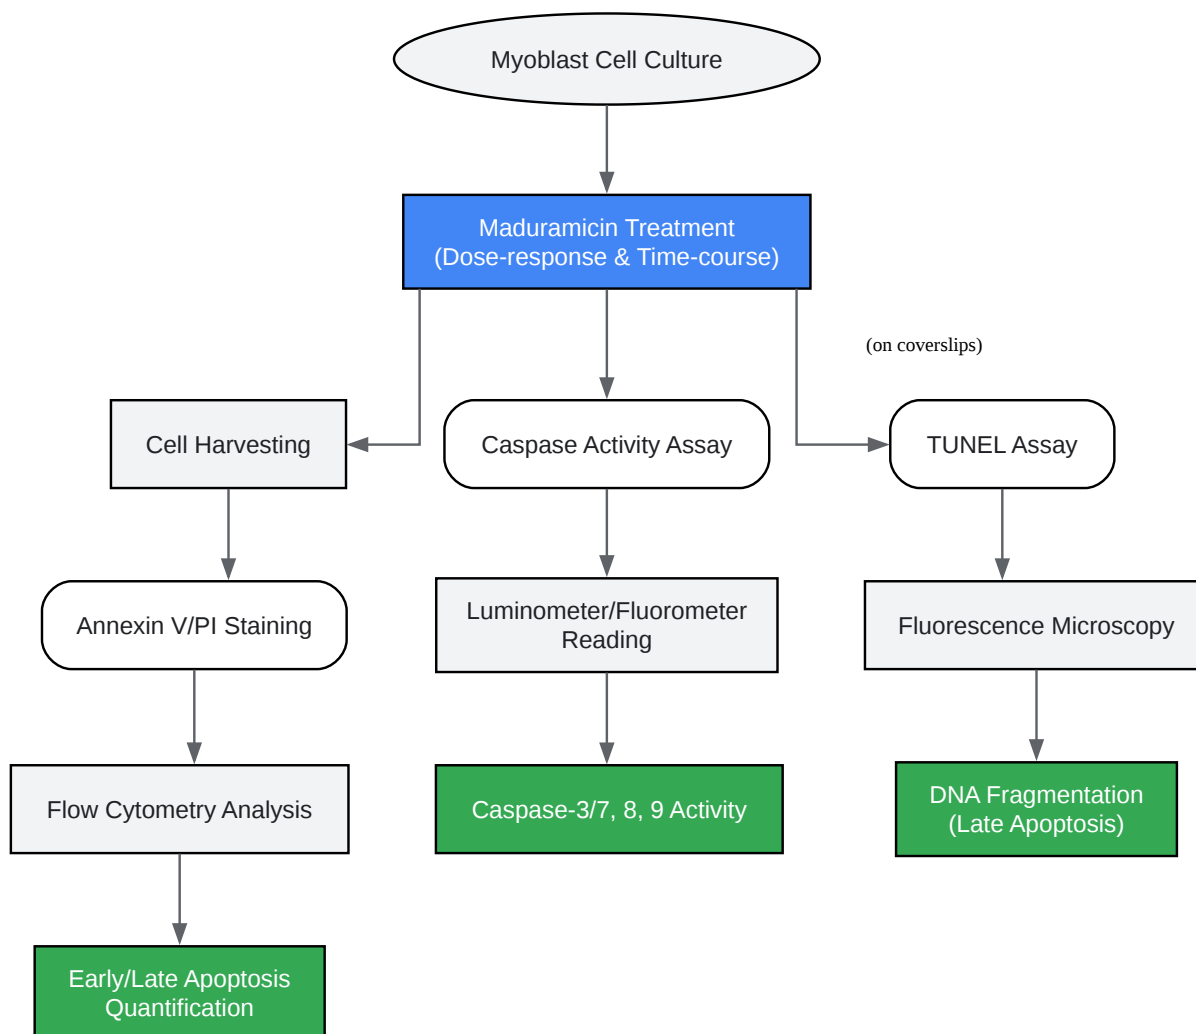 Myoblast Cell Culture
Maduramicin Treatment
(Dose-response & Time-course)
(on coverslips)
Cell Harvesting
Caspase Activity Assay
TUNEL Assay
Annexin V/PI Staining
Luminometer/Fluorometer
Reading
Fluorescence Microscopy
Flow Cytometry Analysis
Caspase-3/7, 8, 9 Activity
DNA Fragmentation
(Late Apoptosis)
Early/Late Apoptosis
Quantification